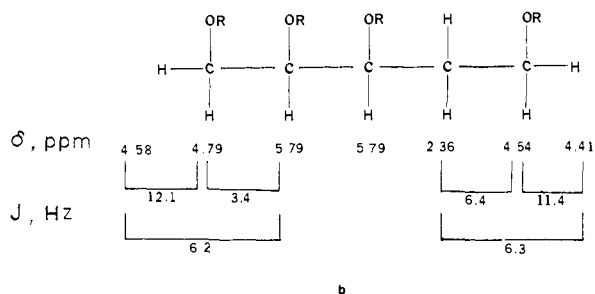 OR OR OR H OR
H C C C C C H
H H H H H
δ, ppm 4 58 4.79 5 79 5 79 2 36 4 54 4.41
12.1 3.4 6.4 11.4
J, Hz
6 2 6.3
b